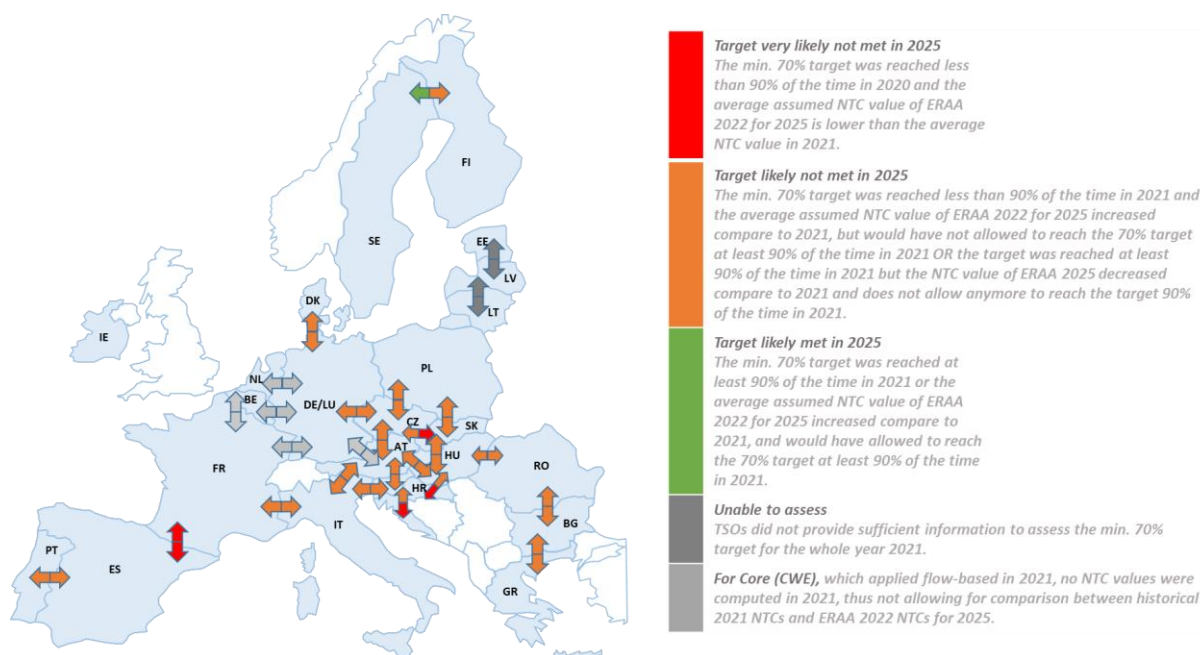 FI
SE
EE
LV
LT
DK
IE
NL
BE
PL
DE/LU
CZ
SK
AT
HU
FR
RO
HR
IT
BG
PT
ES
GR
Target very likely not met in 2025
The min. 70% target was reached less
than 90% of the time in 2020 and the
average assumed NTC value of ERAA
2022 for 2025 is lower than the average
NTC value in 2021.
Target likely not met in 2025
The min. 70% target was reached less than 90% of the time in 2021 and
the average assumed NTC value of ERAA 2022 for 2025 increased
compare to 2021, but would have not allowed to reach the 70% target
at least 90% of the time in 2021 OR the target was reached at least
90% of the time in 2021 but the NTC value of ERAA 2025 decreased
compare to 2021 and does not allow anymore to reach the target 90%
of the time in 2021.
Target likely met in 2025
The min. 70% target was reached at
least 90% of the time in 2021 or the
average assumed NTC value of ERAA
2022 for 2025 increased compare to
2021, and would have allowed to reach
the 70% target at least 90% of the time
in 2021.
Unable to assess
TSOs did not provide sufficient information to assess the min. 70%
target for the whole year 2021.
For Core (CWE), which applied flow-based in 2021, no NTC values were
computed in 2021, thus not allowing for comparison between historical
2021 NTCs and ERAA 2022 NTCs for 2025.